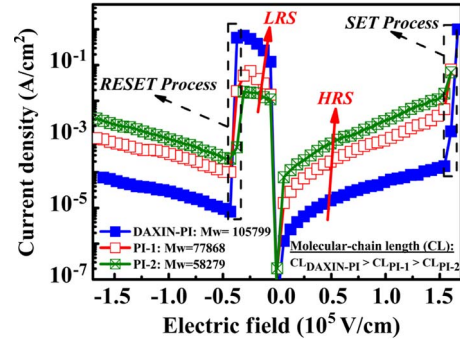 Current density (A/cm²)
10⁻¹
10⁻³
10⁻⁵
10⁻⁷
LRS
SET Process
RESET Process
HRS
DAXIN-PI: Mw= 105799
PI-1: Mw=77868
PI-2: Mw=58279
Molecular-chain length (CL):
CL_DAXIN-PI > CL_PI-1 > CL_PI-2
-1.5 -1.0 -0.5 0.0 0.5 1.0 1.5
Electric field (10⁵ V/cm)